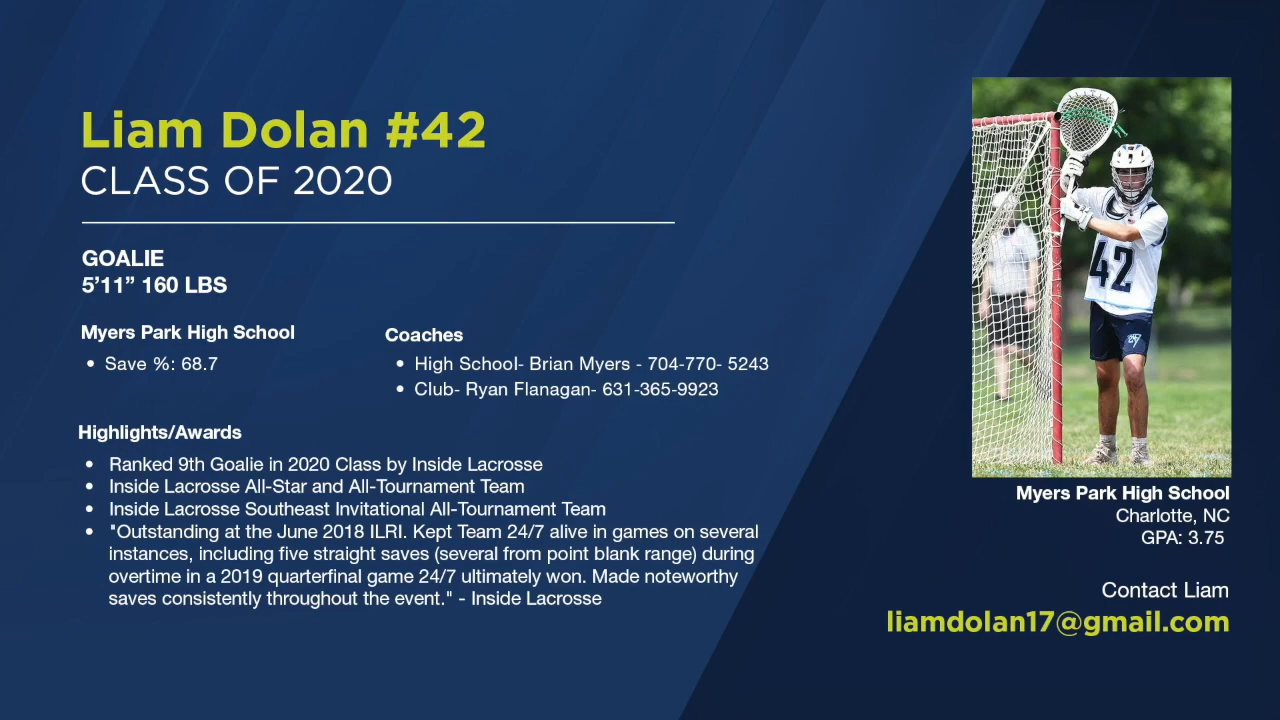 Liam Dolan #42
CLASS OF 2020
GOALIE
5’11” 160 LBS
Myers Park High School
• Save %: 68.7
Coaches
• High School- Brian Myers - 704-770- 5243
• Club- Ryan Flanagan- 631-365-9923
Highlights/Awards
• Ranked 9th Goalie in 2020 Class by Inside Lacrosse
• Inside Lacrosse All-Star and All-Tournament Team
• Inside Lacrosse Southeast Invitational All-Tournament Team
• "Outstanding at the June 2018 ILRI. Kept Team 24/7 alive in games on several
instances, including five straight saves (several from point blank range) during
overtime in a 2019 quarterfinal game 24/7 ultimately won. Made noteworthy
saves consistently throughout the event." - Inside Lacrosse
42
Myers Park High School
Charlotte, NC
GPA: 3.75
Contact Liam
liamdolan17@gmail.com